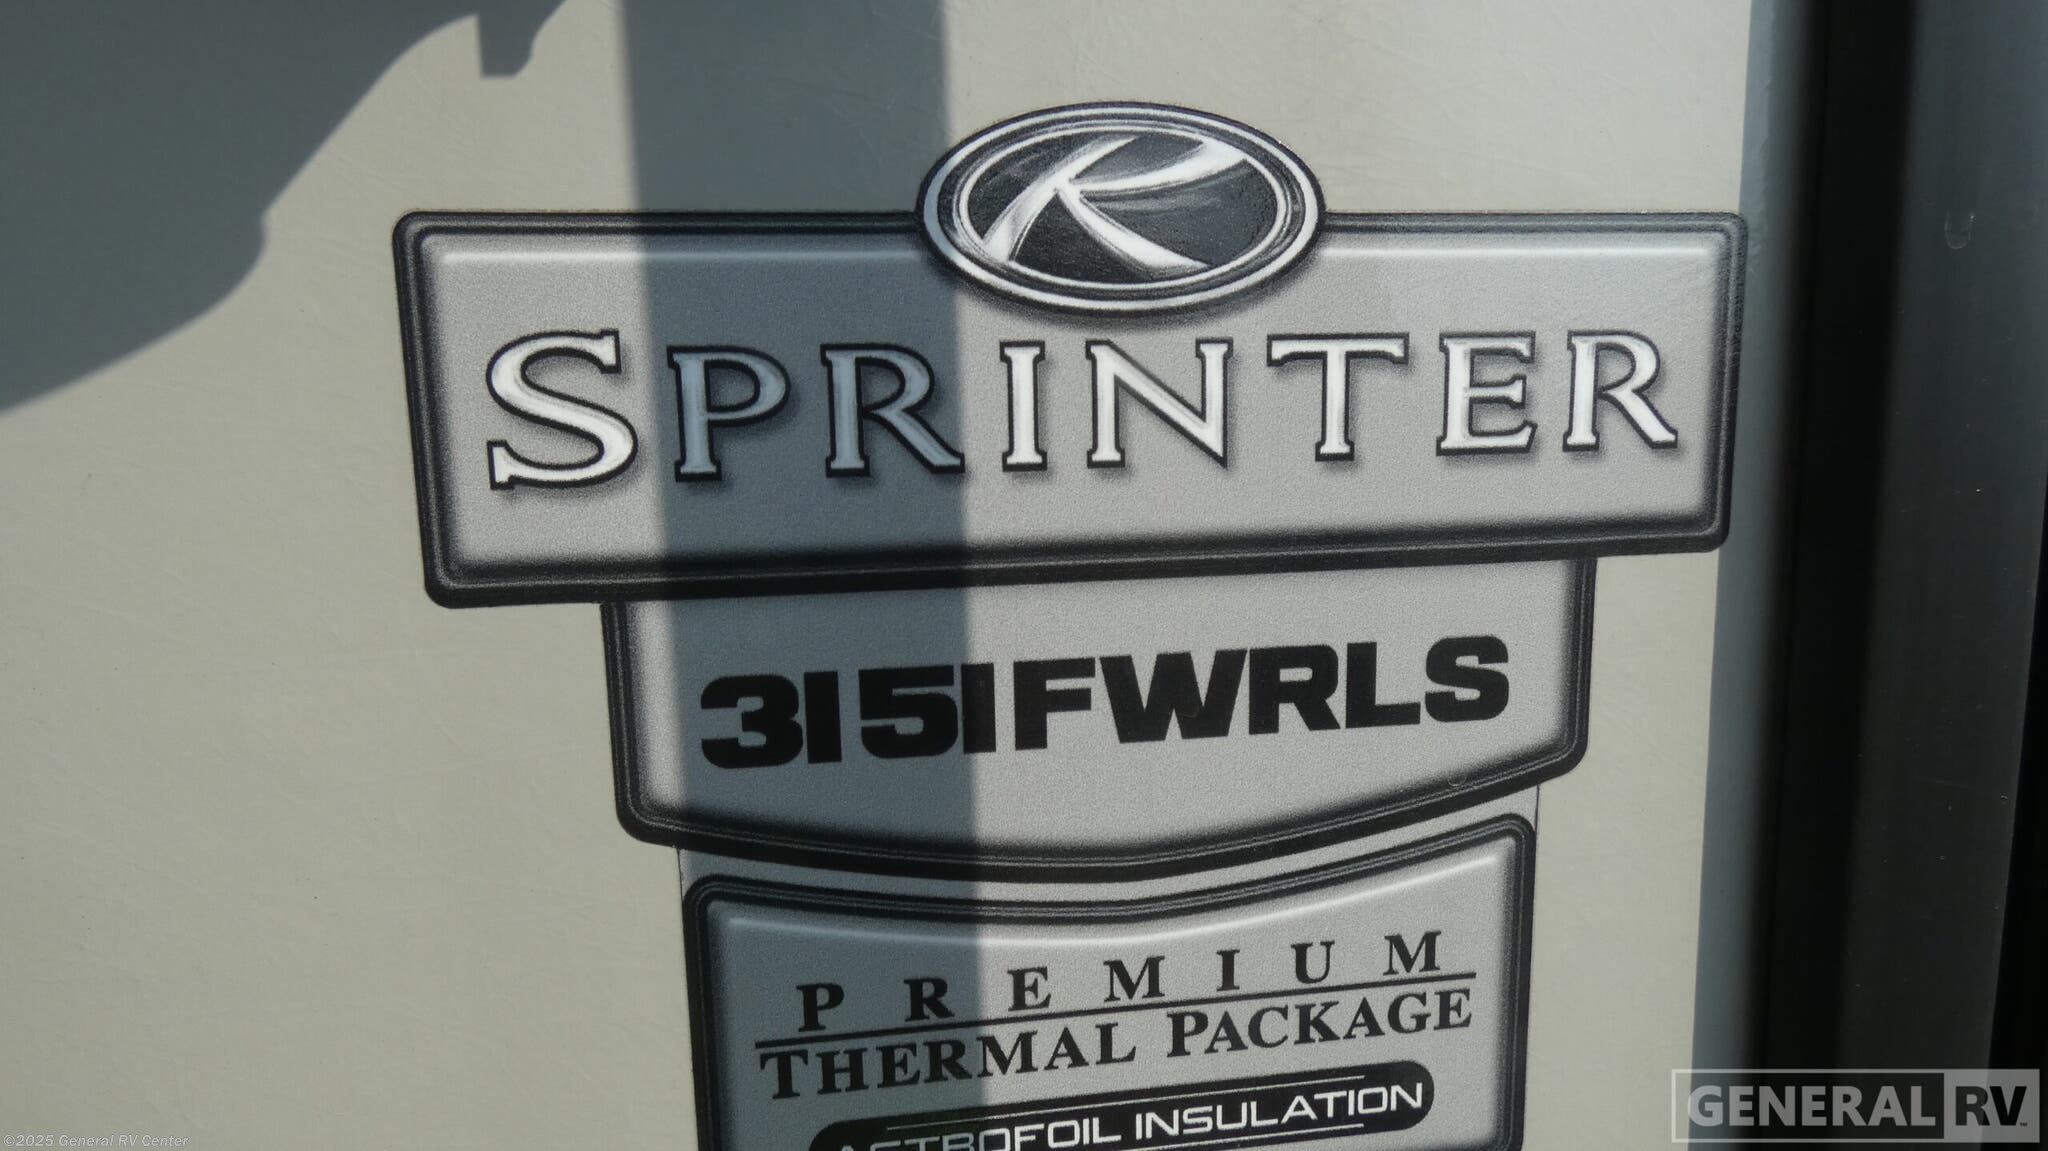 K
SPRINTER
3151FWRLS
PREMIUM
THERMAL PACKAGE
ASTROFOIL INSULATION
GENERAL RV
©2025 General RV Center